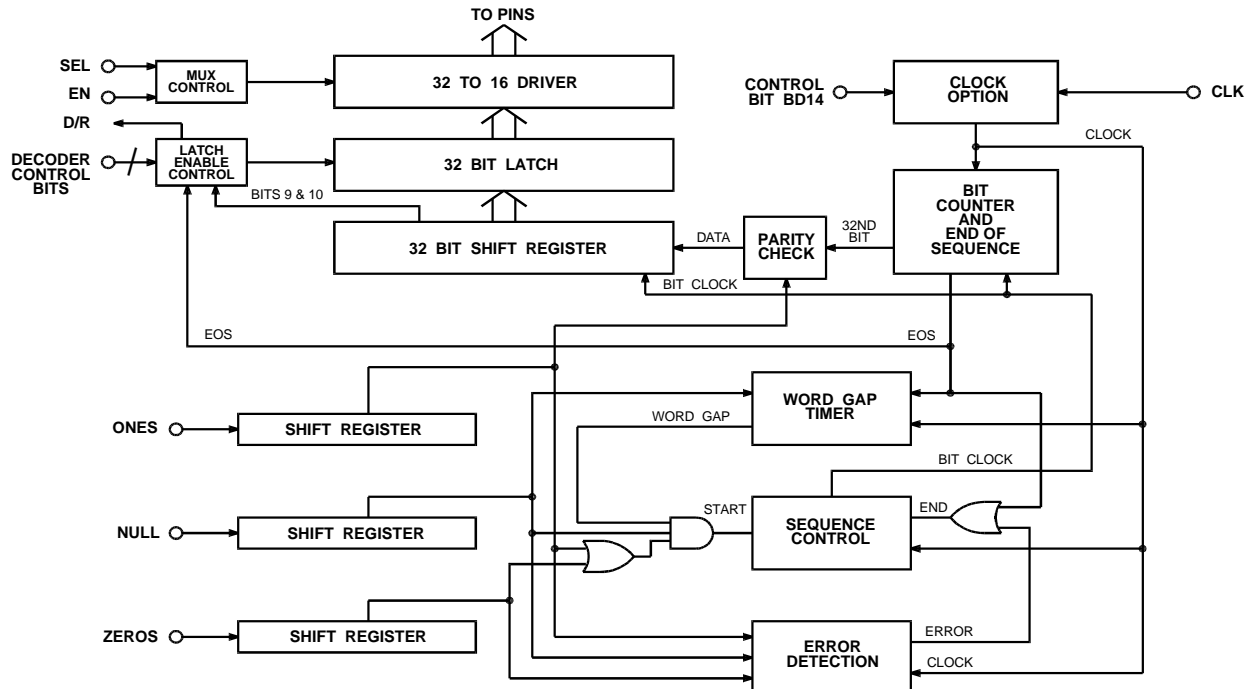 TO PINS
SEL
EN
MUX
CONTROL
32 TO 16 DRIVER
CONTROL
BIT BD14
CLOCK
OPTION
CLK
D/R
CLOCK
DECODER
CONTROL
BITS
LATCH
ENABLE
CONTROL
32 BIT LATCH
BITS 9 & 10
BIT
COUNTER
AND
END OF
SEQUENCE
32 BIT SHIFT REGISTER
DATA
PARITY
CHECK
32ND
BIT
BIT CLOCK
EOS
EOS
WORD GAP
TIMER
ONES
SHIFT REGISTER
WORD GAP
BIT CLOCK
NULL
SHIFT REGISTER
START
SEQUENCE
CONTROL
END
ZEROS
SHIFT REGISTER
ERROR
DETECTION
ERROR
CLOCK